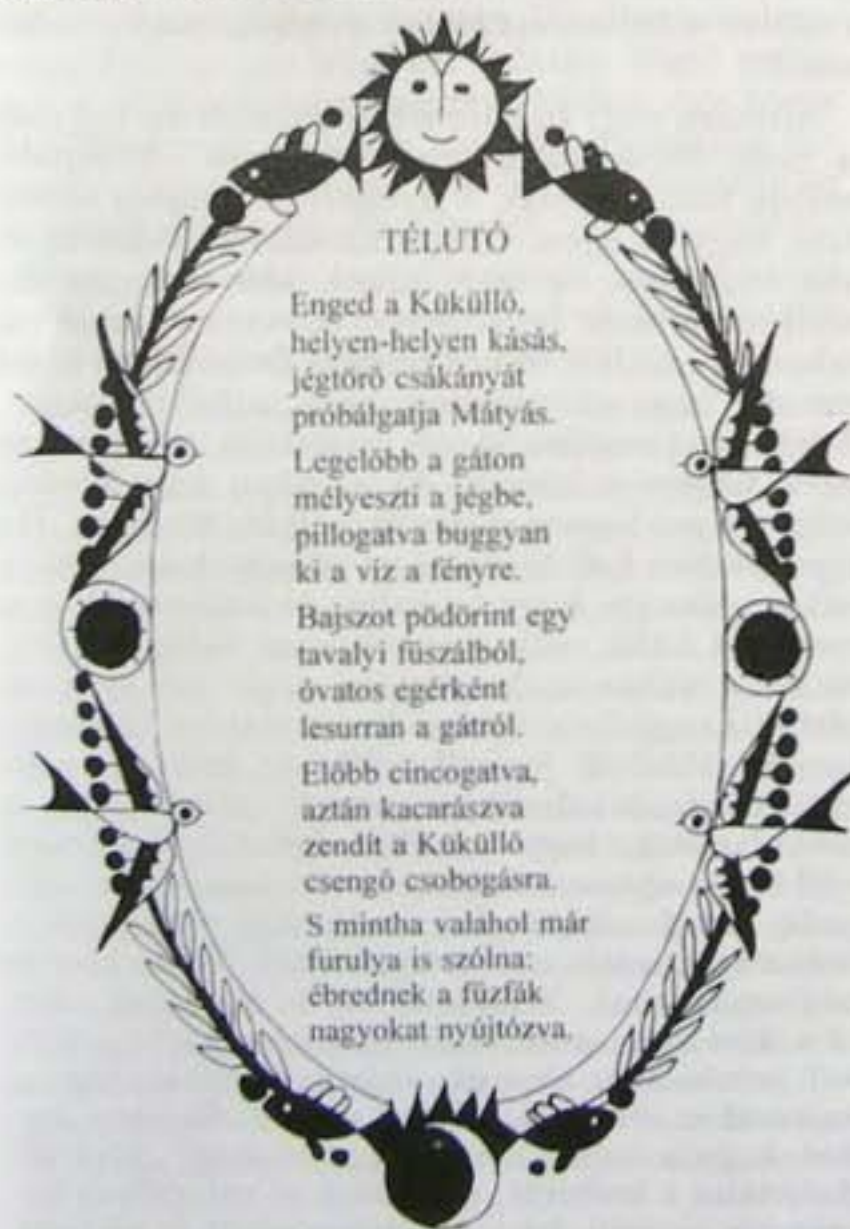 TÉLUTÓ
Enged a Küküllő,
helyen-helyen kásás,
jégtörő csákányát
próbálgatja Mátyás.
Legelőbb a gáton
mélyeszti a jégbe,
pillogatva buggyan
ki a víz a fényre.
Bajszot pödörint egy
tavalyi fűszálból,
óvatos egérként
lesurran a gátról.
Előbb cincogatva,
aztán kacarászva
zendít a Küküllő
csengő csobogásra.
S mintha valahol már
furulya is szólna:
ébrednek a fűzfák
nagyokat nyújtózva.